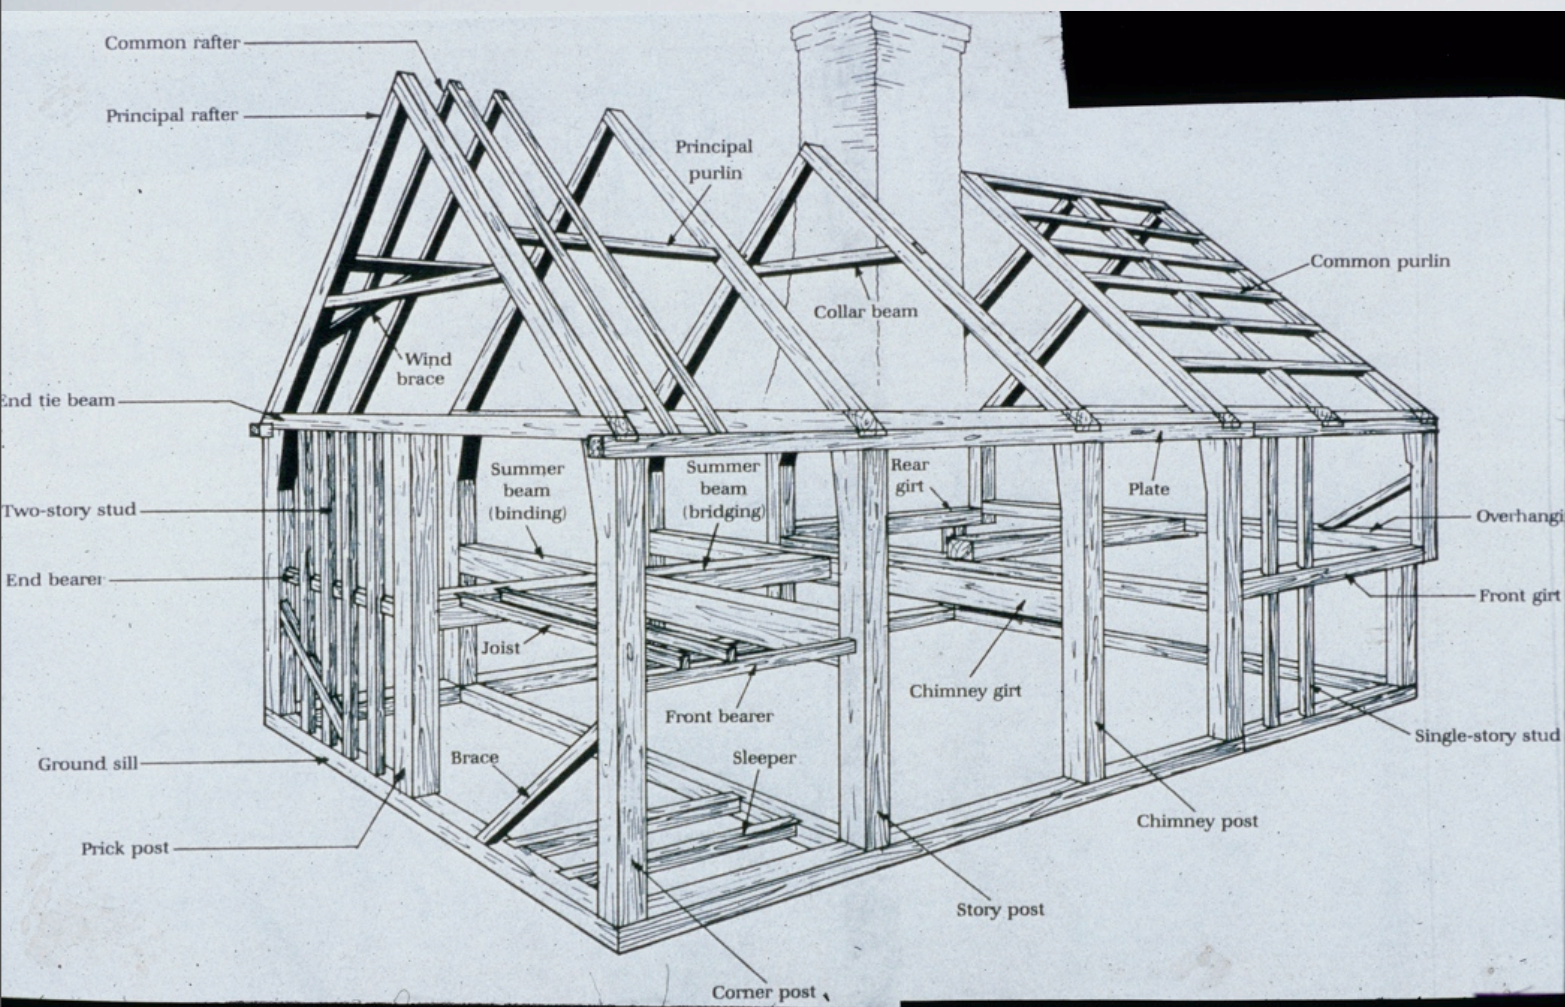 Common rafter
Principal rafter
Principal
purlin
Common purlin
Collar beam
Wind
brace
End tie beam
Summer
beam
(binding)
Summer
beam
(bridging)
Rear
girt
Plate
Two-story stud
Overhangi
End bearer
Front girt
Joist
Chimney girt
Front bearer
Single-story stud
Ground sill
Brace
Sleeper
Chimney post
Prick post
Story post
Corner post